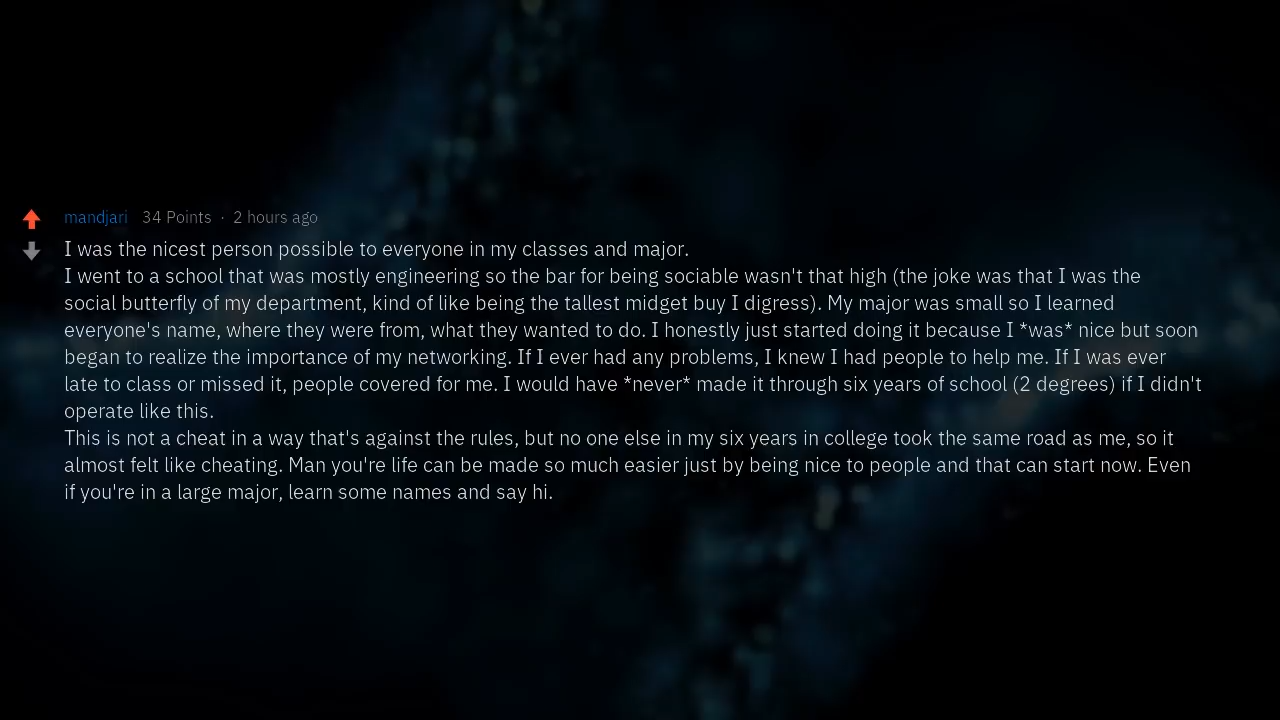 mandjari 34 Points · 2 hours ago
I was the nicest person possible to everyone in my classes and major.
I went to a school that was mostly engineering so the bar for being sociable wasn't that high (the joke was that I was the
social butterfly of my department, kind of like being the tallest midget buy I digress). My major was small so I learned
everyone's name, where they were from, what they wanted to do. I honestly just started doing it because I *was* nice but soon
began to realize the importance of my networking. If I ever had any problems, I knew I had people to help me. If I was ever
late to class or missed it, people covered for me. I would have *never* made it through six years of school (2 degrees) if I didn't
operate like this.
This is not a cheat in a way that's against the rules, but no one else in my six years in college took the same road as me, so it
almost felt like cheating. Man you're life can be made so much easier just by being nice to people and that can start now. Even
if you're in a large major, learn some names and say hi.